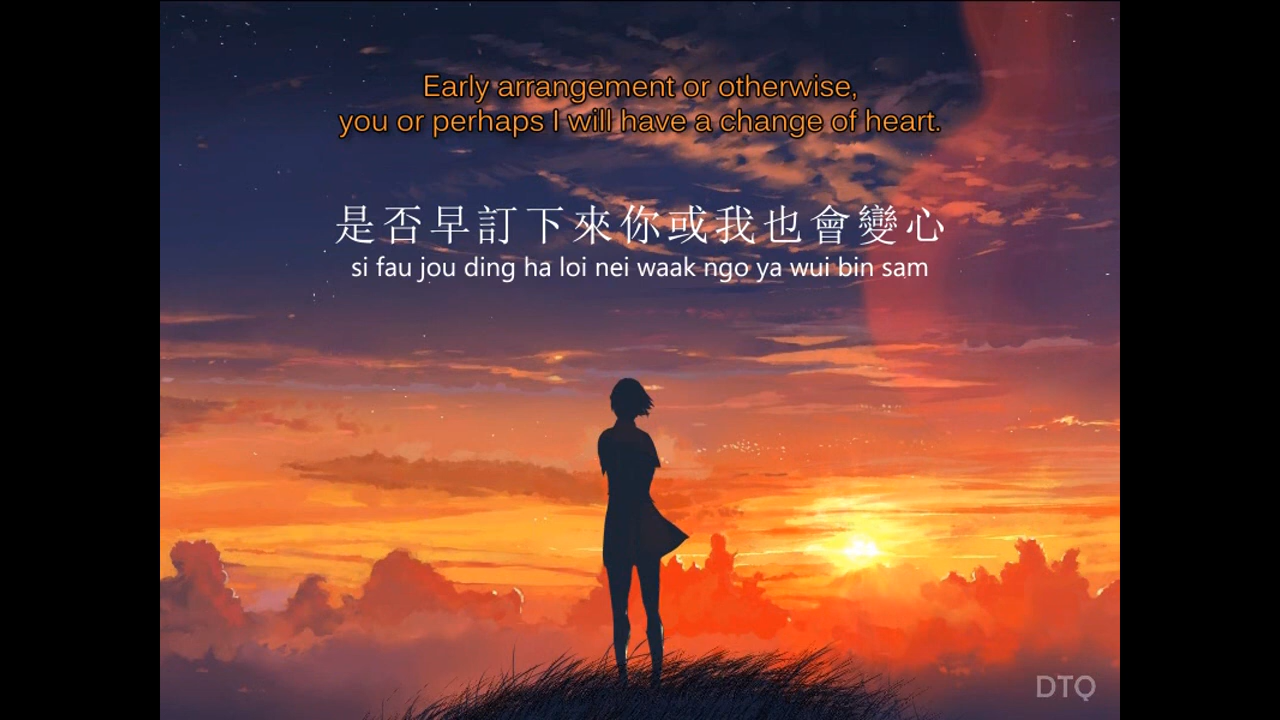 Early arrangement or otherwise,
you or perhaps I will have a change of heart.
是否早訂下來你或我也會變心
si fau jou ding ha loi nei waak ngo ya wui bin sam
DTQ